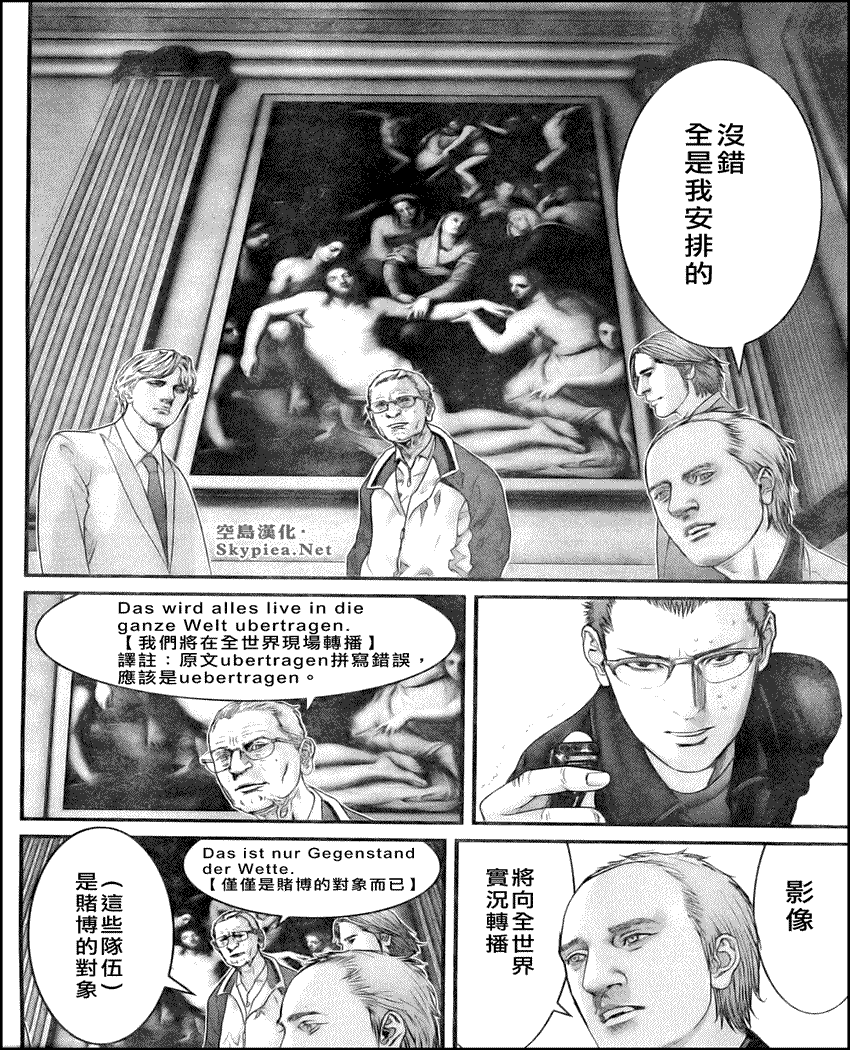 沒錯
全是我安排的
空島漢化．
Skypiea.Net
Das wird alles live in die
ganze Welt ubertragen.
【我們將在全世界現場轉播】
譯註：原文ubertragen拼寫錯誤，
應該是uebertragen。
影像
將向全世界
實況轉播
Das ist nur Gegenstand
der Wette.
【僅僅是賭博的對象而已】
（這些隊伍）
是賭博的對象